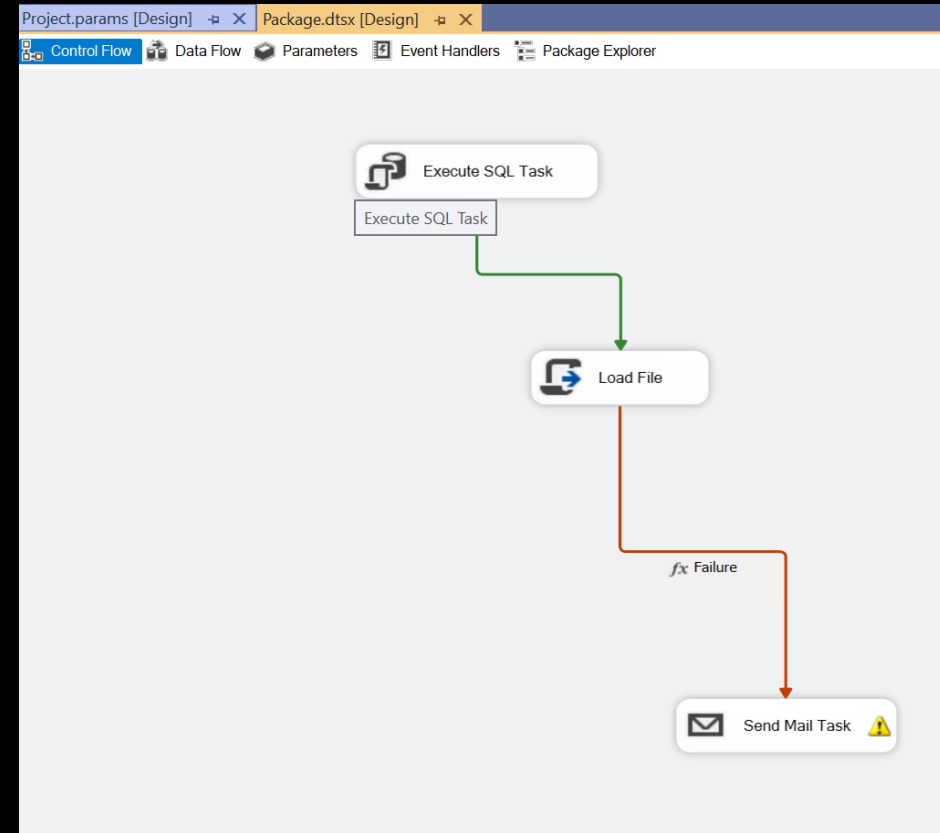 Project.params [Design]
Package.dtsx [Design]
Control Flow
Data Flow
Parameters
Event Handlers
Package Explorer
Execute SQL Task
Execute SQL Task
Load File
fx Failure
Send Mail Task